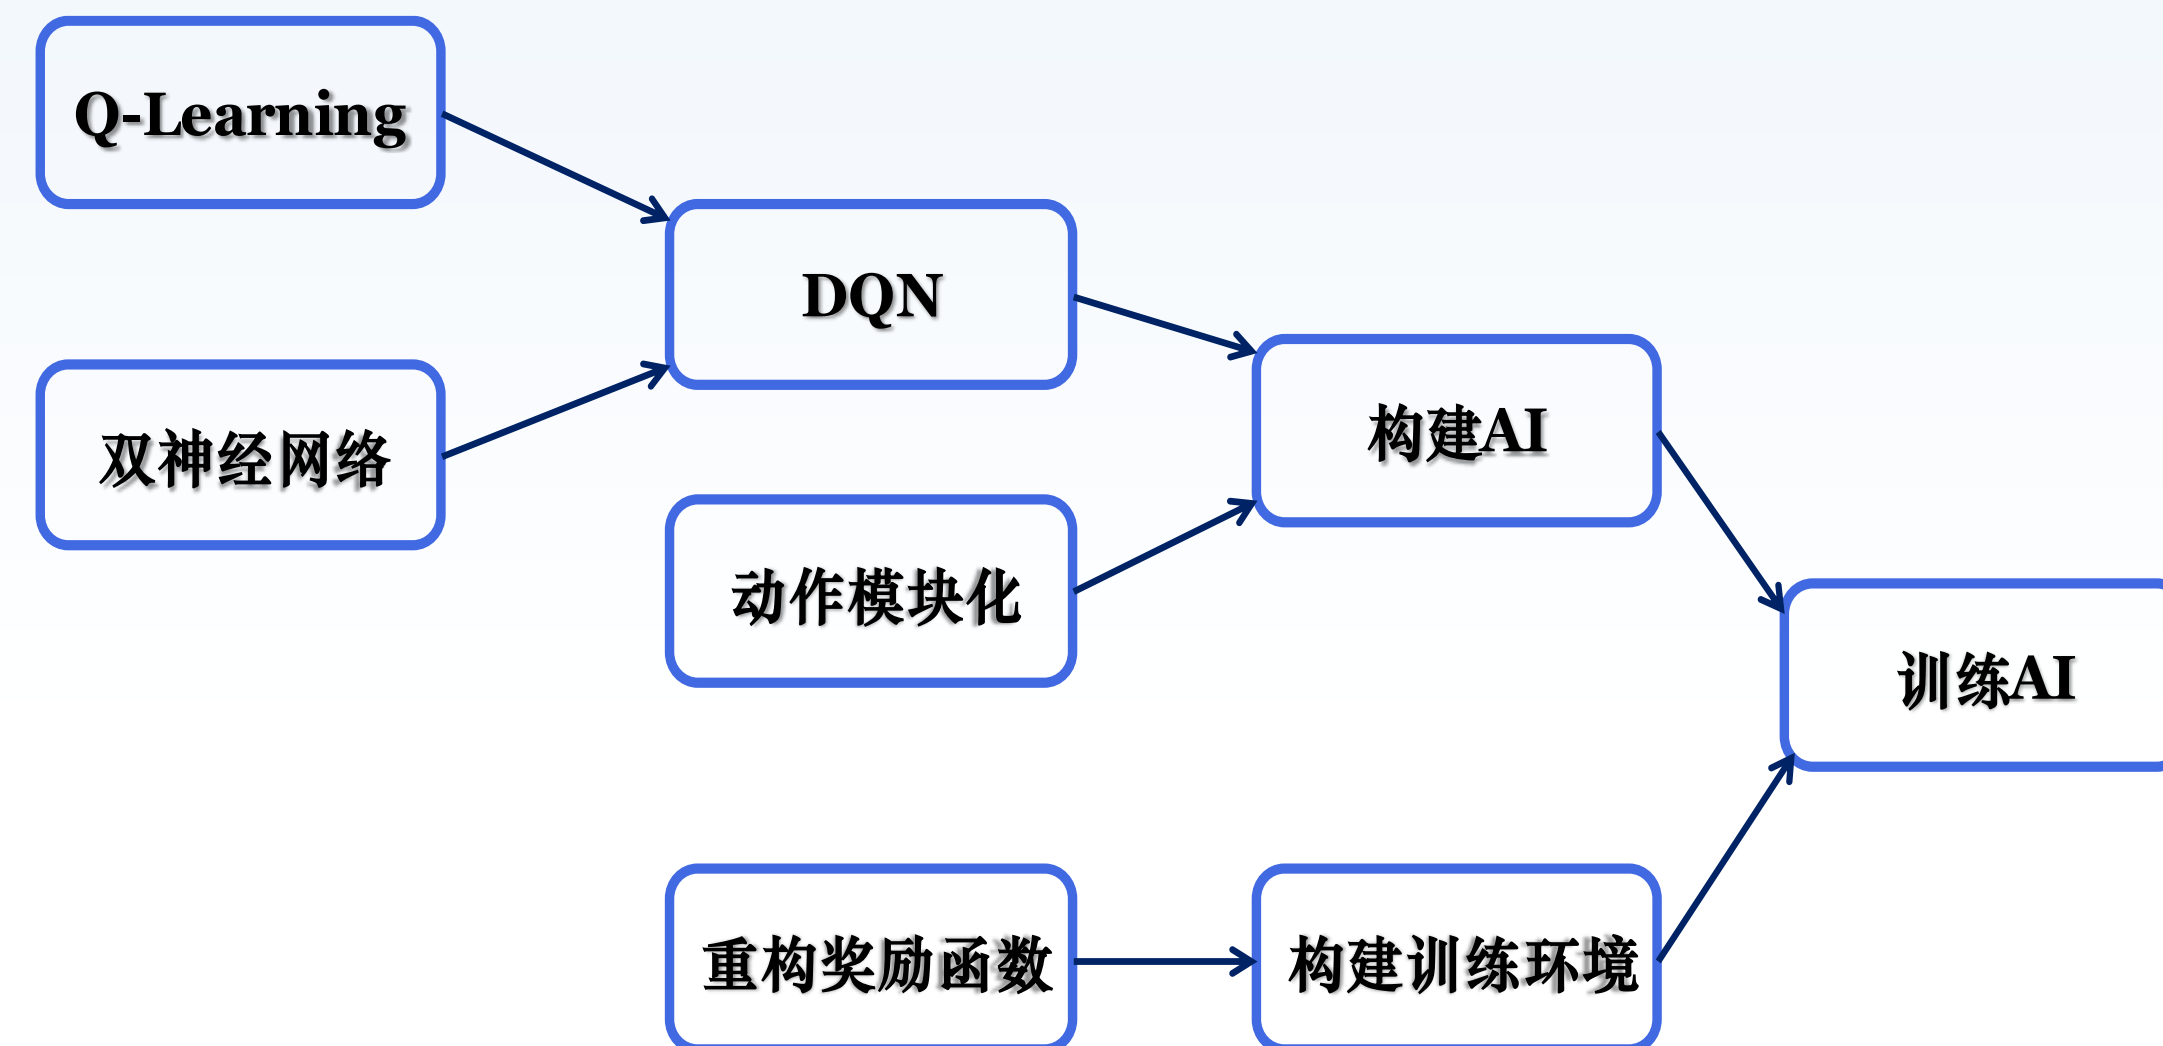 Q-Learning
双神经网络
DQN
动作模块化
构建AI
训练AI
重构奖励函数
构建训练环境